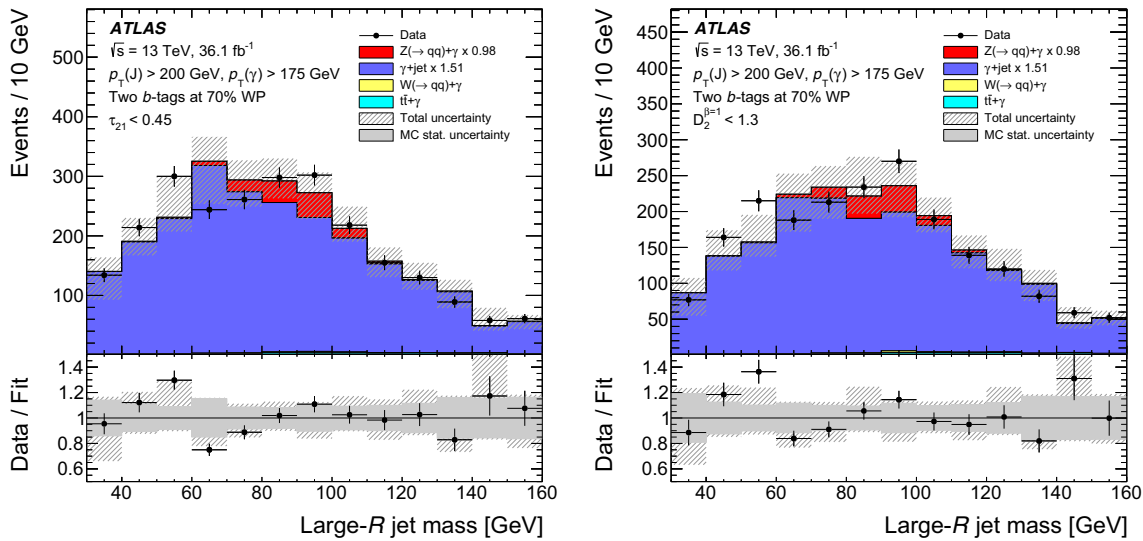 Events / 10 GeV
500
400
300
200
100
ATLAS
√s = 13 TeV, 36.1 fb⁻¹
p_T(J) > 200 GeV, p_T(γ) > 175 GeV
Two b-tags at 70% WP
τ₂₁ < 0.45
Data
Z(→ qq)+γ x 0.98
γ+jet x 1.51
W(→ qq)+γ
tt̄+γ
Total uncertainty
MC stat. uncertainty
Data / Fit
1.4
1.2
1
0.8
0.6
40 60 80 100 120 140 160
Large-R jet mass [GeV]
Events / 10 GeV
450
400
350
300
250
200
150
100
50
ATLAS
√s = 13 TeV, 36.1 fb⁻¹
p_T(J) > 200 GeV, p_T(γ) > 175 GeV
Two b-tags at 70% WP
D₂^β=1 < 1.3
Data
Z(→ qq)+γ x 0.98
γ+jet x 1.51
W(→ qq)+γ
tt̄+γ
Total uncertainty
MC stat. uncertainty
Data / Fit
1.4
1.2
1
0.8
0.6
40 60 80 100 120 140 160
Large-R jet mass [GeV]